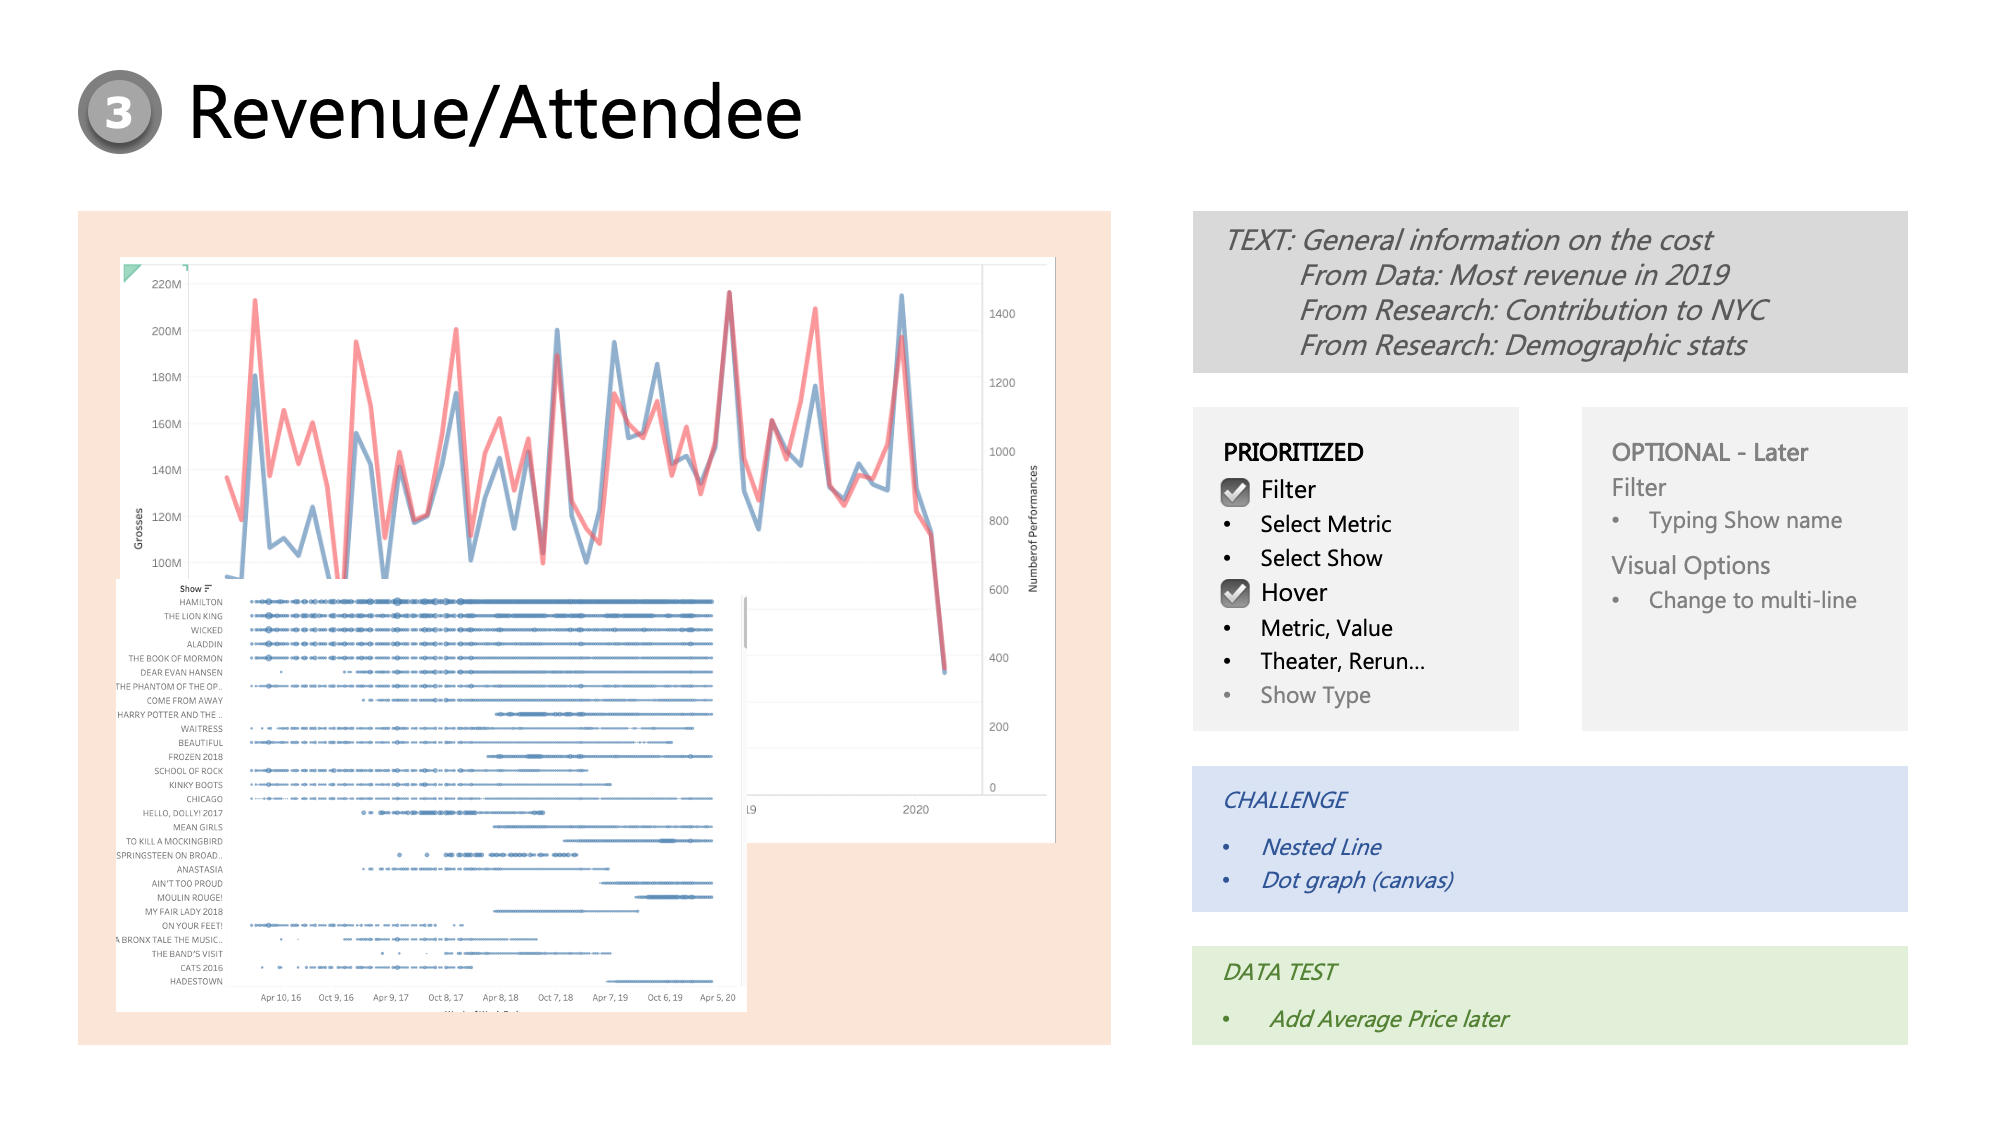 3
Revenue/Attendee
220M
200M
180M
160M
140M
120M
100M
Grosses
1400
1200
1000
800
600
400
200
0
Numberof Performances
19
2020
Show
HAMILTON
THE LION KING
WICKED
ALADDIN
THE BOOK OF MORMON
DEAR EVAN HANSEN
THE PHANTOM OF THE OP..
COME FROM AWAY
HARRY POTTER AND THE ..
WAITRESS
BEAUTIFUL
FROZEN 2018
SCHOOL OF ROCK
KINKY BOOTS
CHICAGO
HELLO, DOLLY! 2017
MEAN GIRLS
TO KILL A MOCKINGBIRD
SPRINGSTEEN ON BROAD..
ANASTASIA
AIN'T TOO PROUD
MOULIN ROUGE!
MY FAIR LADY 2018
ON YOUR FEET!
A BRONX TALE THE MUSIC..
THE BAND'S VISIT
CATS 2016
HADESTOWN
Apr 10, 16 Oct 9, 16 Apr 9, 17 Oct 8, 17 Apr 8, 18 Oct 7, 18 Apr 7, 19 Oct 6, 19 Apr 5, 20
TEXT: General information on the cost
From Data: Most revenue in 2019
From Research: Contribution to NYC
From Research: Demographic stats
PRIORITIZED
Filter
• Select Metric
• Select Show
Hover
• Metric, Value
• Theater, Rerun...
• Show Type
OPTIONAL - Later
Filter
• Typing Show name
Visual Options
• Change to multi-line
CHALLENGE
• Nested Line
• Dot graph (canvas)
DATA TEST
• Add Average Price later